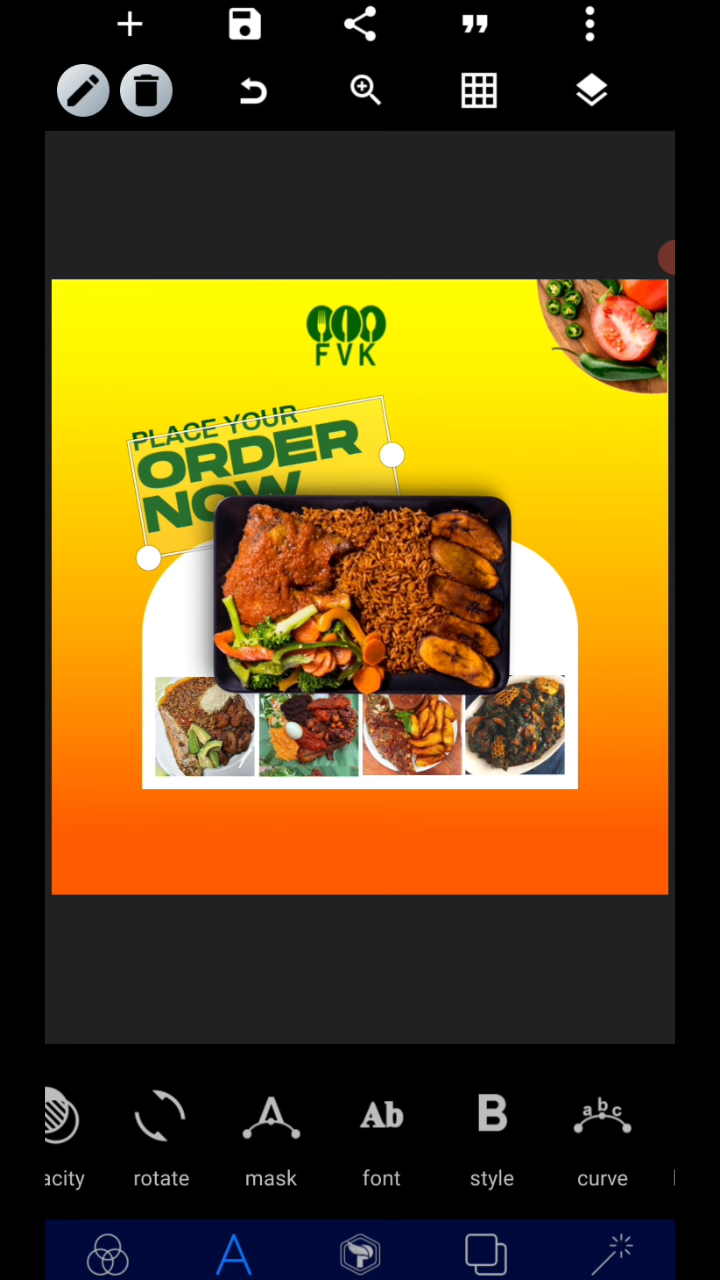 FVK
PLACE YOUR
ORDER
NOW
acity
rotate
mask
Ab
font
B
style
abc
curve